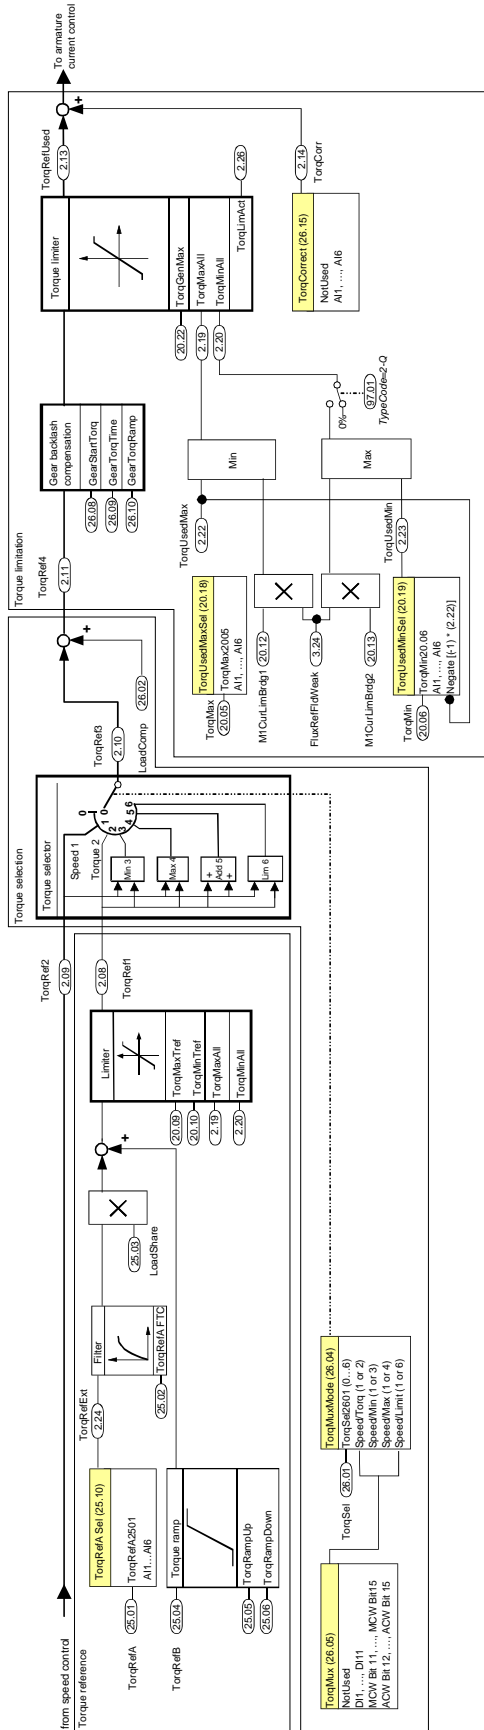 from speed control
Torque reference
TorqRefA Sel (25.10)
TorqRefA2501
AI1...AI6
25.01
TorqRefA
2.24
TorqRefExt
Filter
TorqRefA FTC
25.02
25.03
LoadShare
25.04
TorqRefB
Torque ramp
TorqRampUp
TorqRampDown
25.05
25.06
+
Limiter
TorqMaxTref
TorqMinTref
TorqMaxAll
TorqMinAll
20.09
20.10
2.19
2.20
TorqRef2
2.09
2.08
TorqRef1
TorqMux (26.05)
NotUsed
DI1, ..., DI11
MCW Bit 11, ..., MCW Bit15
ACW Bit 12, ..., ACW Bit15
TorqMuxMode (26.04)
TorqSel2601 (0...6)
Speed/Torq (1 or 2)
Speed/Min (1 or 3)
Speed/Max (1 or 4)
Speed/Limit (1 or 6)
26.01
TorqSel
Torque selection
Torque selector
Speed 1
Torque 2
Min 3
Max 4
+
Add 5
+
Lim 6
0
0
1
2
3
4
5
6
TorqRef3
2.10
LoadComp
26.02
+
TorqRef4
2.11
Torque limitation
Gear backlash
compensation
GearStartTorq
GearTorqTime
GearTorqRamp
26.08
26.09
26.10
Torque limiter
TorqGenMax
TorqMaxAll
TorqMinAll
TorqLimAct
20.22
2.19
2.20
2.26
TorqRefUsed
2.13
To armature
current control
+
2.14
TorqCorr
TorqCorrect (26.15)
NotUsed
AI1, ..., AI6
TorqUsedMaxSel (20.18)
TorqMax2005
AI1, ..., AI6
TorqMax
20.05
TorqUsedMax
2.22
Min
M1CurLimBrdg1
20.12
FluxRefFldWeak
3.24
M1CurLimBrdg2
20.13
Max
0%
97.01
TypeCode=2-Q
TorqUsedMin
2.23
TorqUsedMinSel (20.19)
TorqMin20.06
AI1, ..., AI6
Negate [(-1) * (2.22)]
TorqMin
20.06